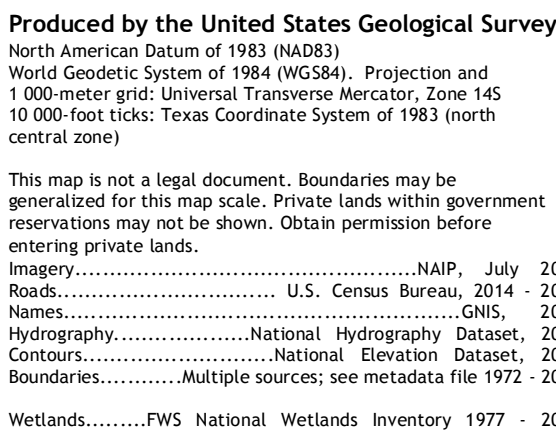 Produced by the United States Geological Survey
North American Datum of 1983 (NAD83)
World Geodetic System of 1984 (WGS84). Projection and
1 000-meter grid: Universal Transverse Mercator, Zone 14S
10 000-foot ticks: Texas Coordinate System of 1983 (north
central zone)
This map is not a legal document. Boundaries may be
generalized for this map scale. Private lands within government
reservations may not be shown. Obtain permission before
entering private lands.
Imagery..................................................NAIP, July
Roads................................ U.S. Census Bureau, 2014 -
Names..........................................................GNIS,
Hydrography....................National Hydrography Dataset,
Contours............................National Elevation Dataset,
Boundaries............Multiple sources; see metadata file 1972 -
Wetlands.........FWS National Wetlands Inventory 1977 -